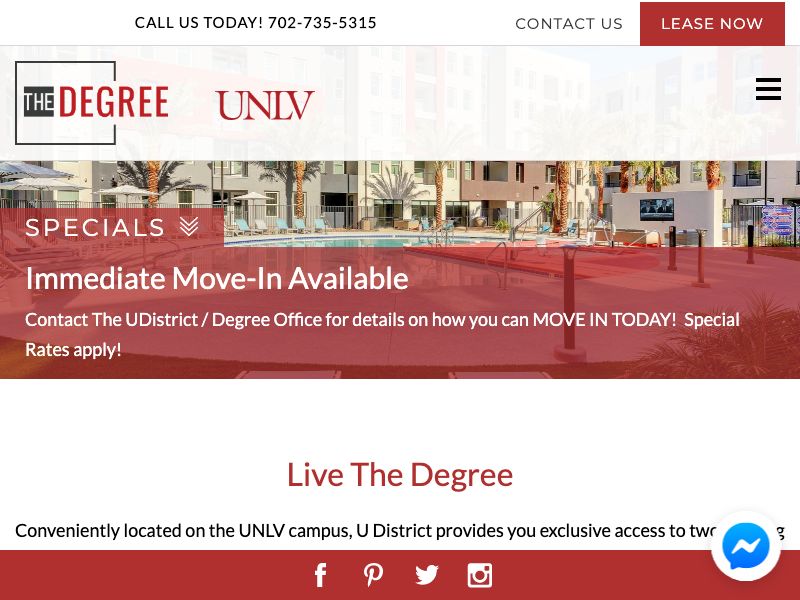 CALL US TODAY! 702-735-5315
CONTACT US
LEASE NOW
THE DEGREE
UNLV
SPECIALS
Immediate Move-In Available
Contact The UDistrict / Degree Office for details on how you can MOVE IN TODAY! Special
Rates apply!
Live The Degree
Conveniently located on the UNLV campus, U District provides you exclusive access to